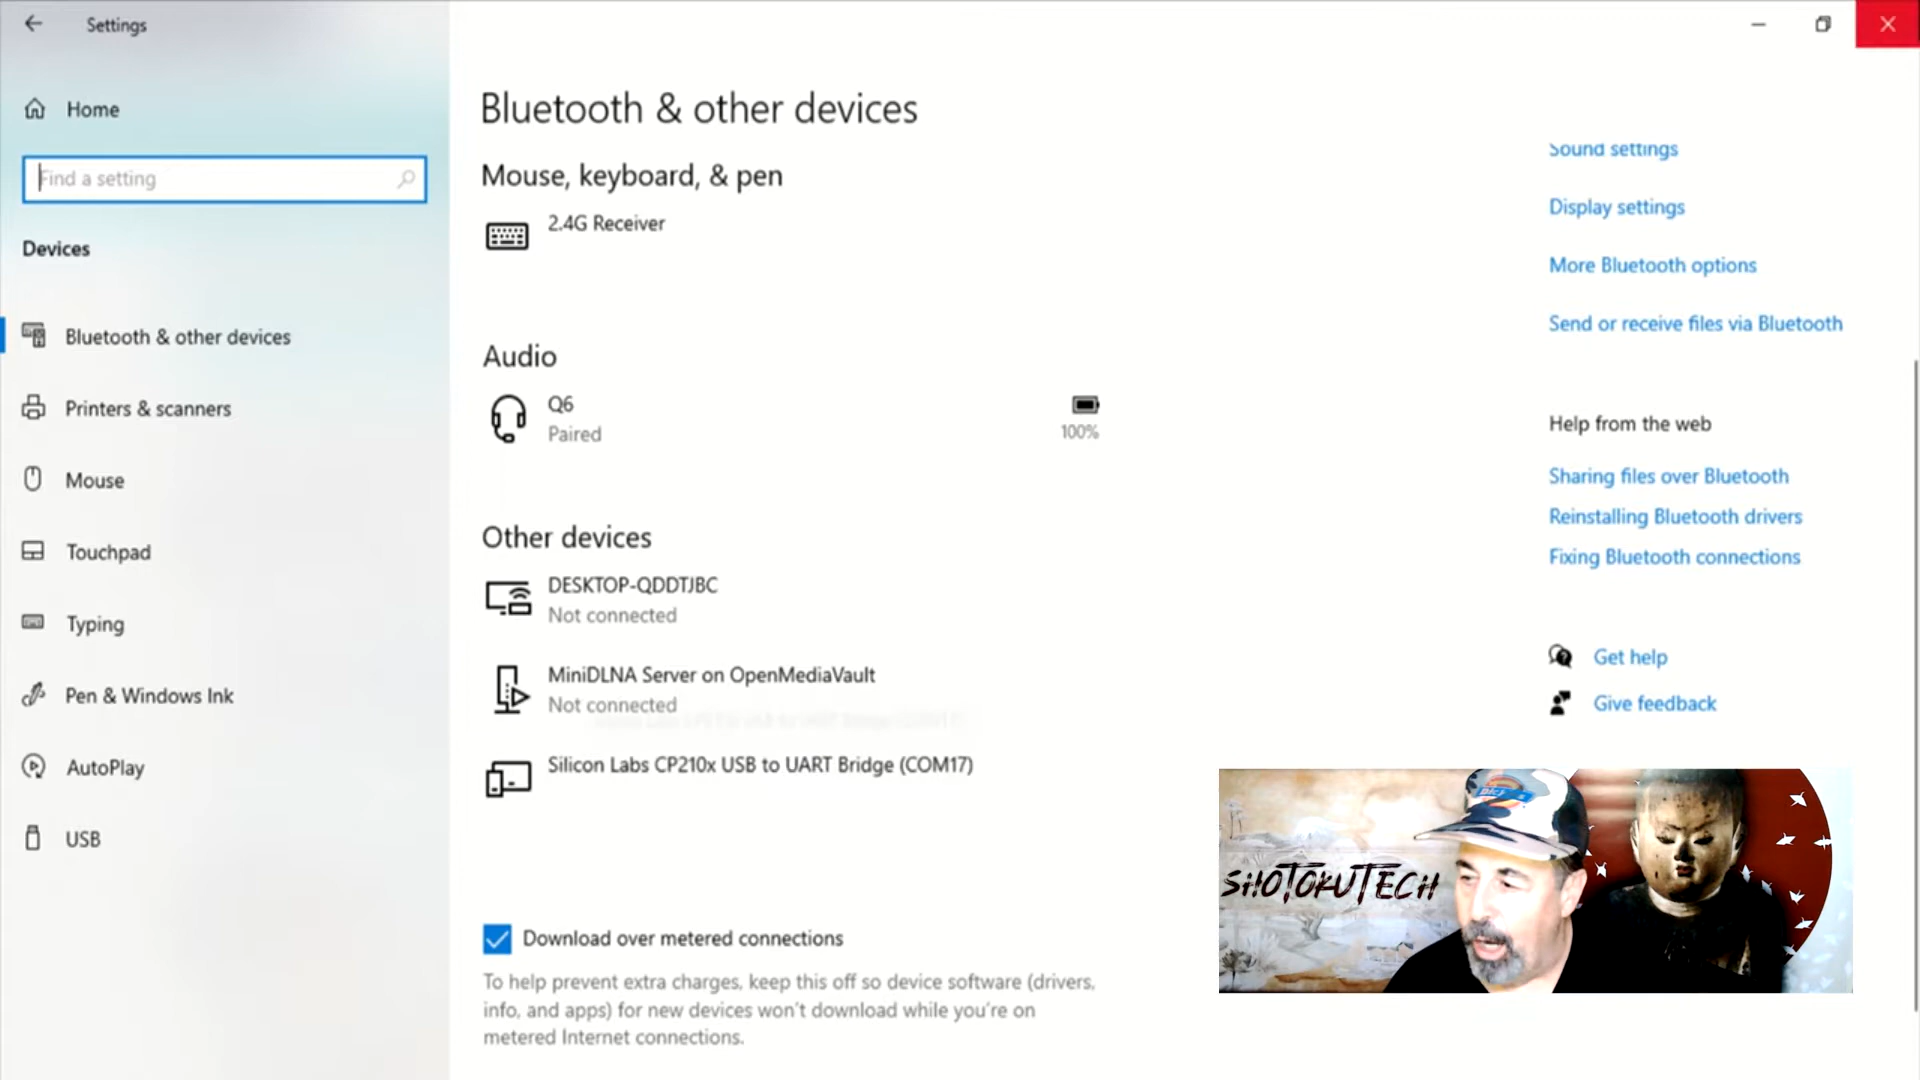 Settings
Home
Find a setting
Devices
Bluetooth & other devices
Printers & scanners
Mouse
Touchpad
Typing
Pen & Windows Ink
AutoPlay
USB
Bluetooth & other devices
Mouse, keyboard, & pen
2.4G Receiver
Audio
Q6
Paired
100%
Other devices
DESKTOP-QDDTJBC
Not connected
MiniDLNA Server on OpenMediaVault
Not connected
Silicon Labs CP210x USB to UART Bridge (COM17)
Download over metered connections
To help prevent extra charges, keep this off so device software (drivers,
info, and apps) for new devices won't download while you're on
metered Internet connections.
Sound settings
Display settings
More Bluetooth options
Send or receive files via Bluetooth
Help from the web
Sharing files over Bluetooth
Reinstalling Bluetooth drivers
Fixing Bluetooth connections
Get help
Give feedback
SHOTOKUTECH